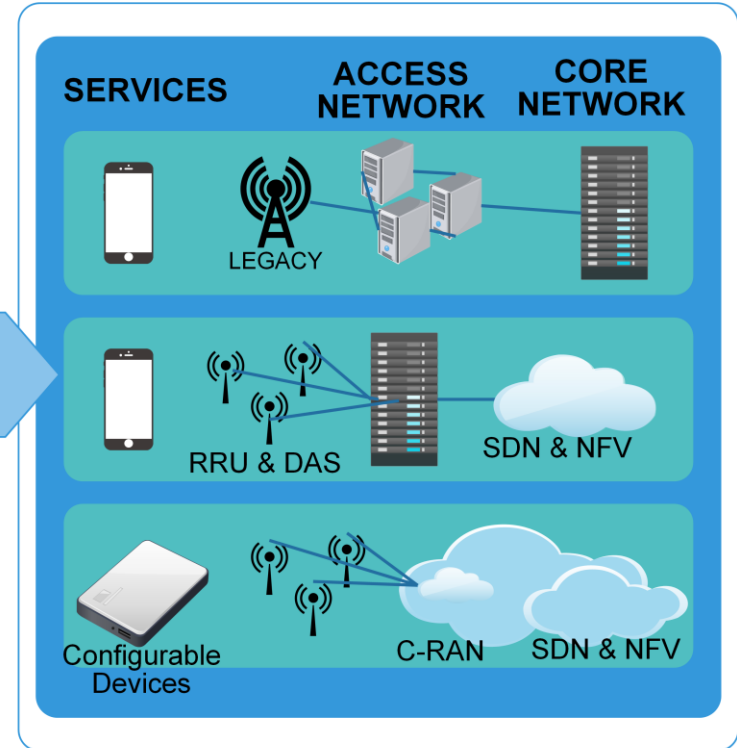 SERVICES
ACCESS
NETWORK
CORE
NETWORK
LEGACY
RRU & DAS
SDN & NFV
Configurable
Devices
C-RAN
SDN & NFV